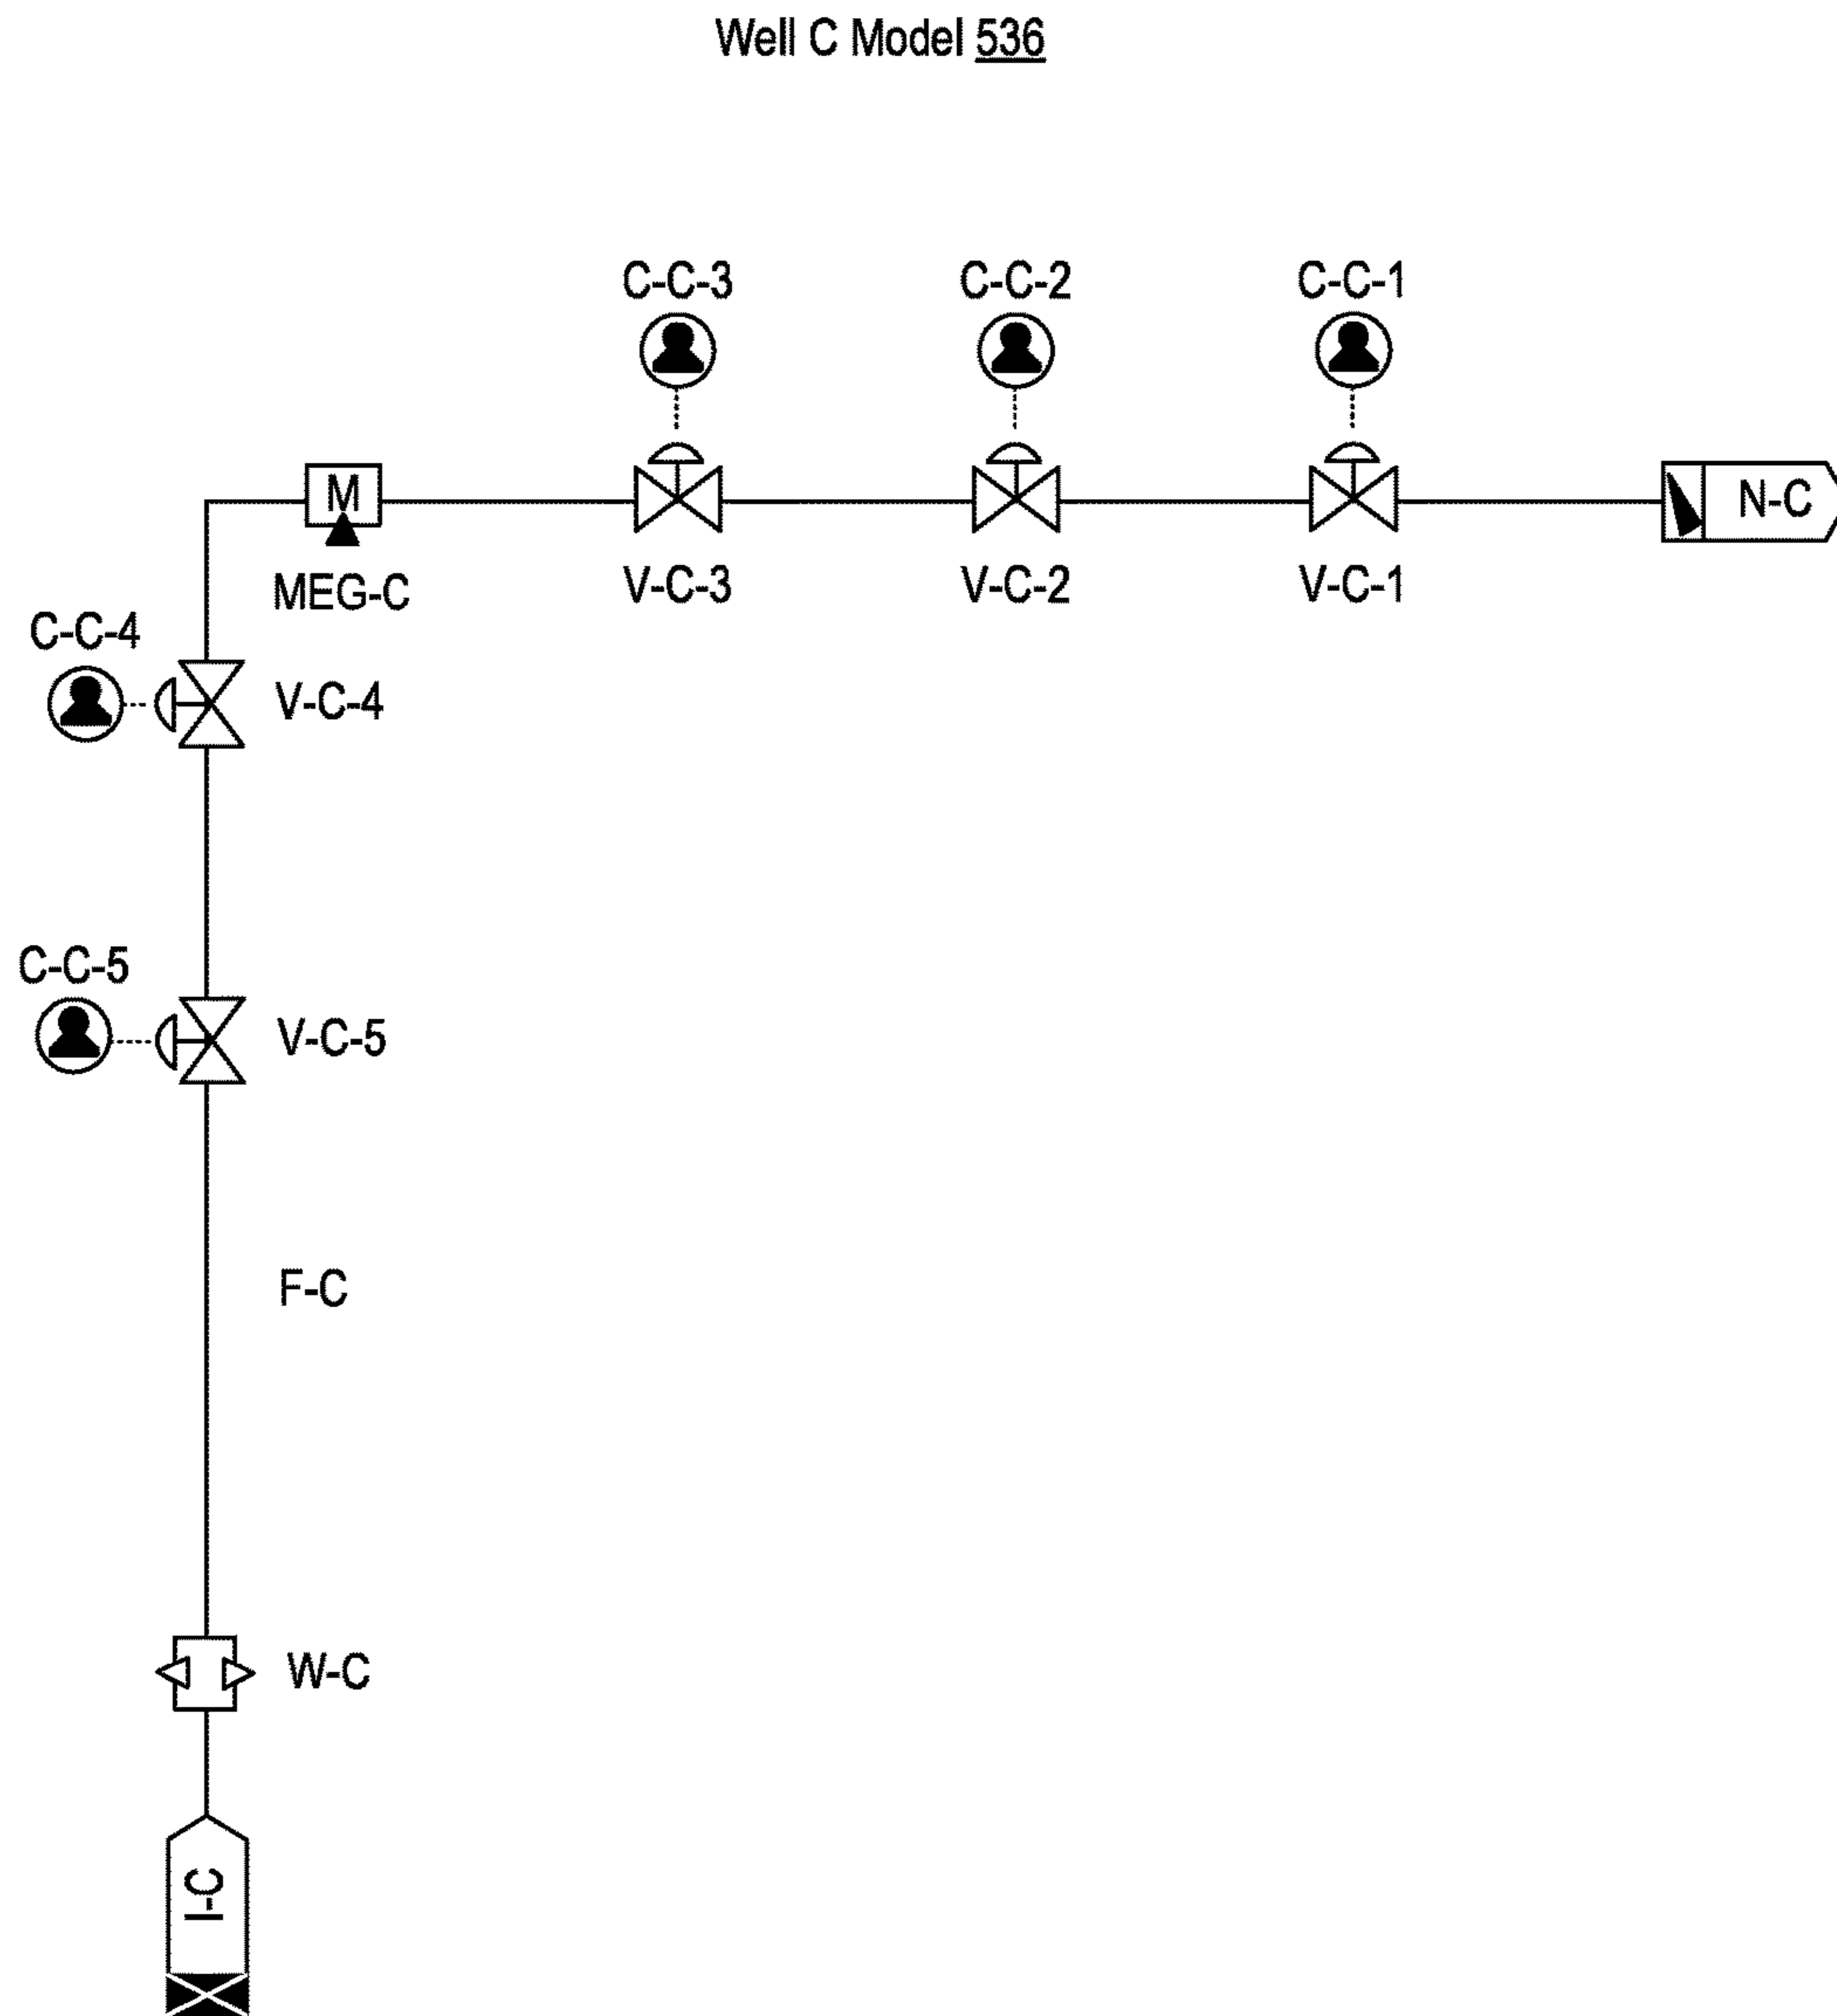 Well C Model 536
C-C-3 C-C-2 C-C-1
M
N-C
MEG-C
V-C-3 V-C-2 V-C-1
C-C-4
V-C-4
C-C-5
V-C-5
F-C
W-C
I-C